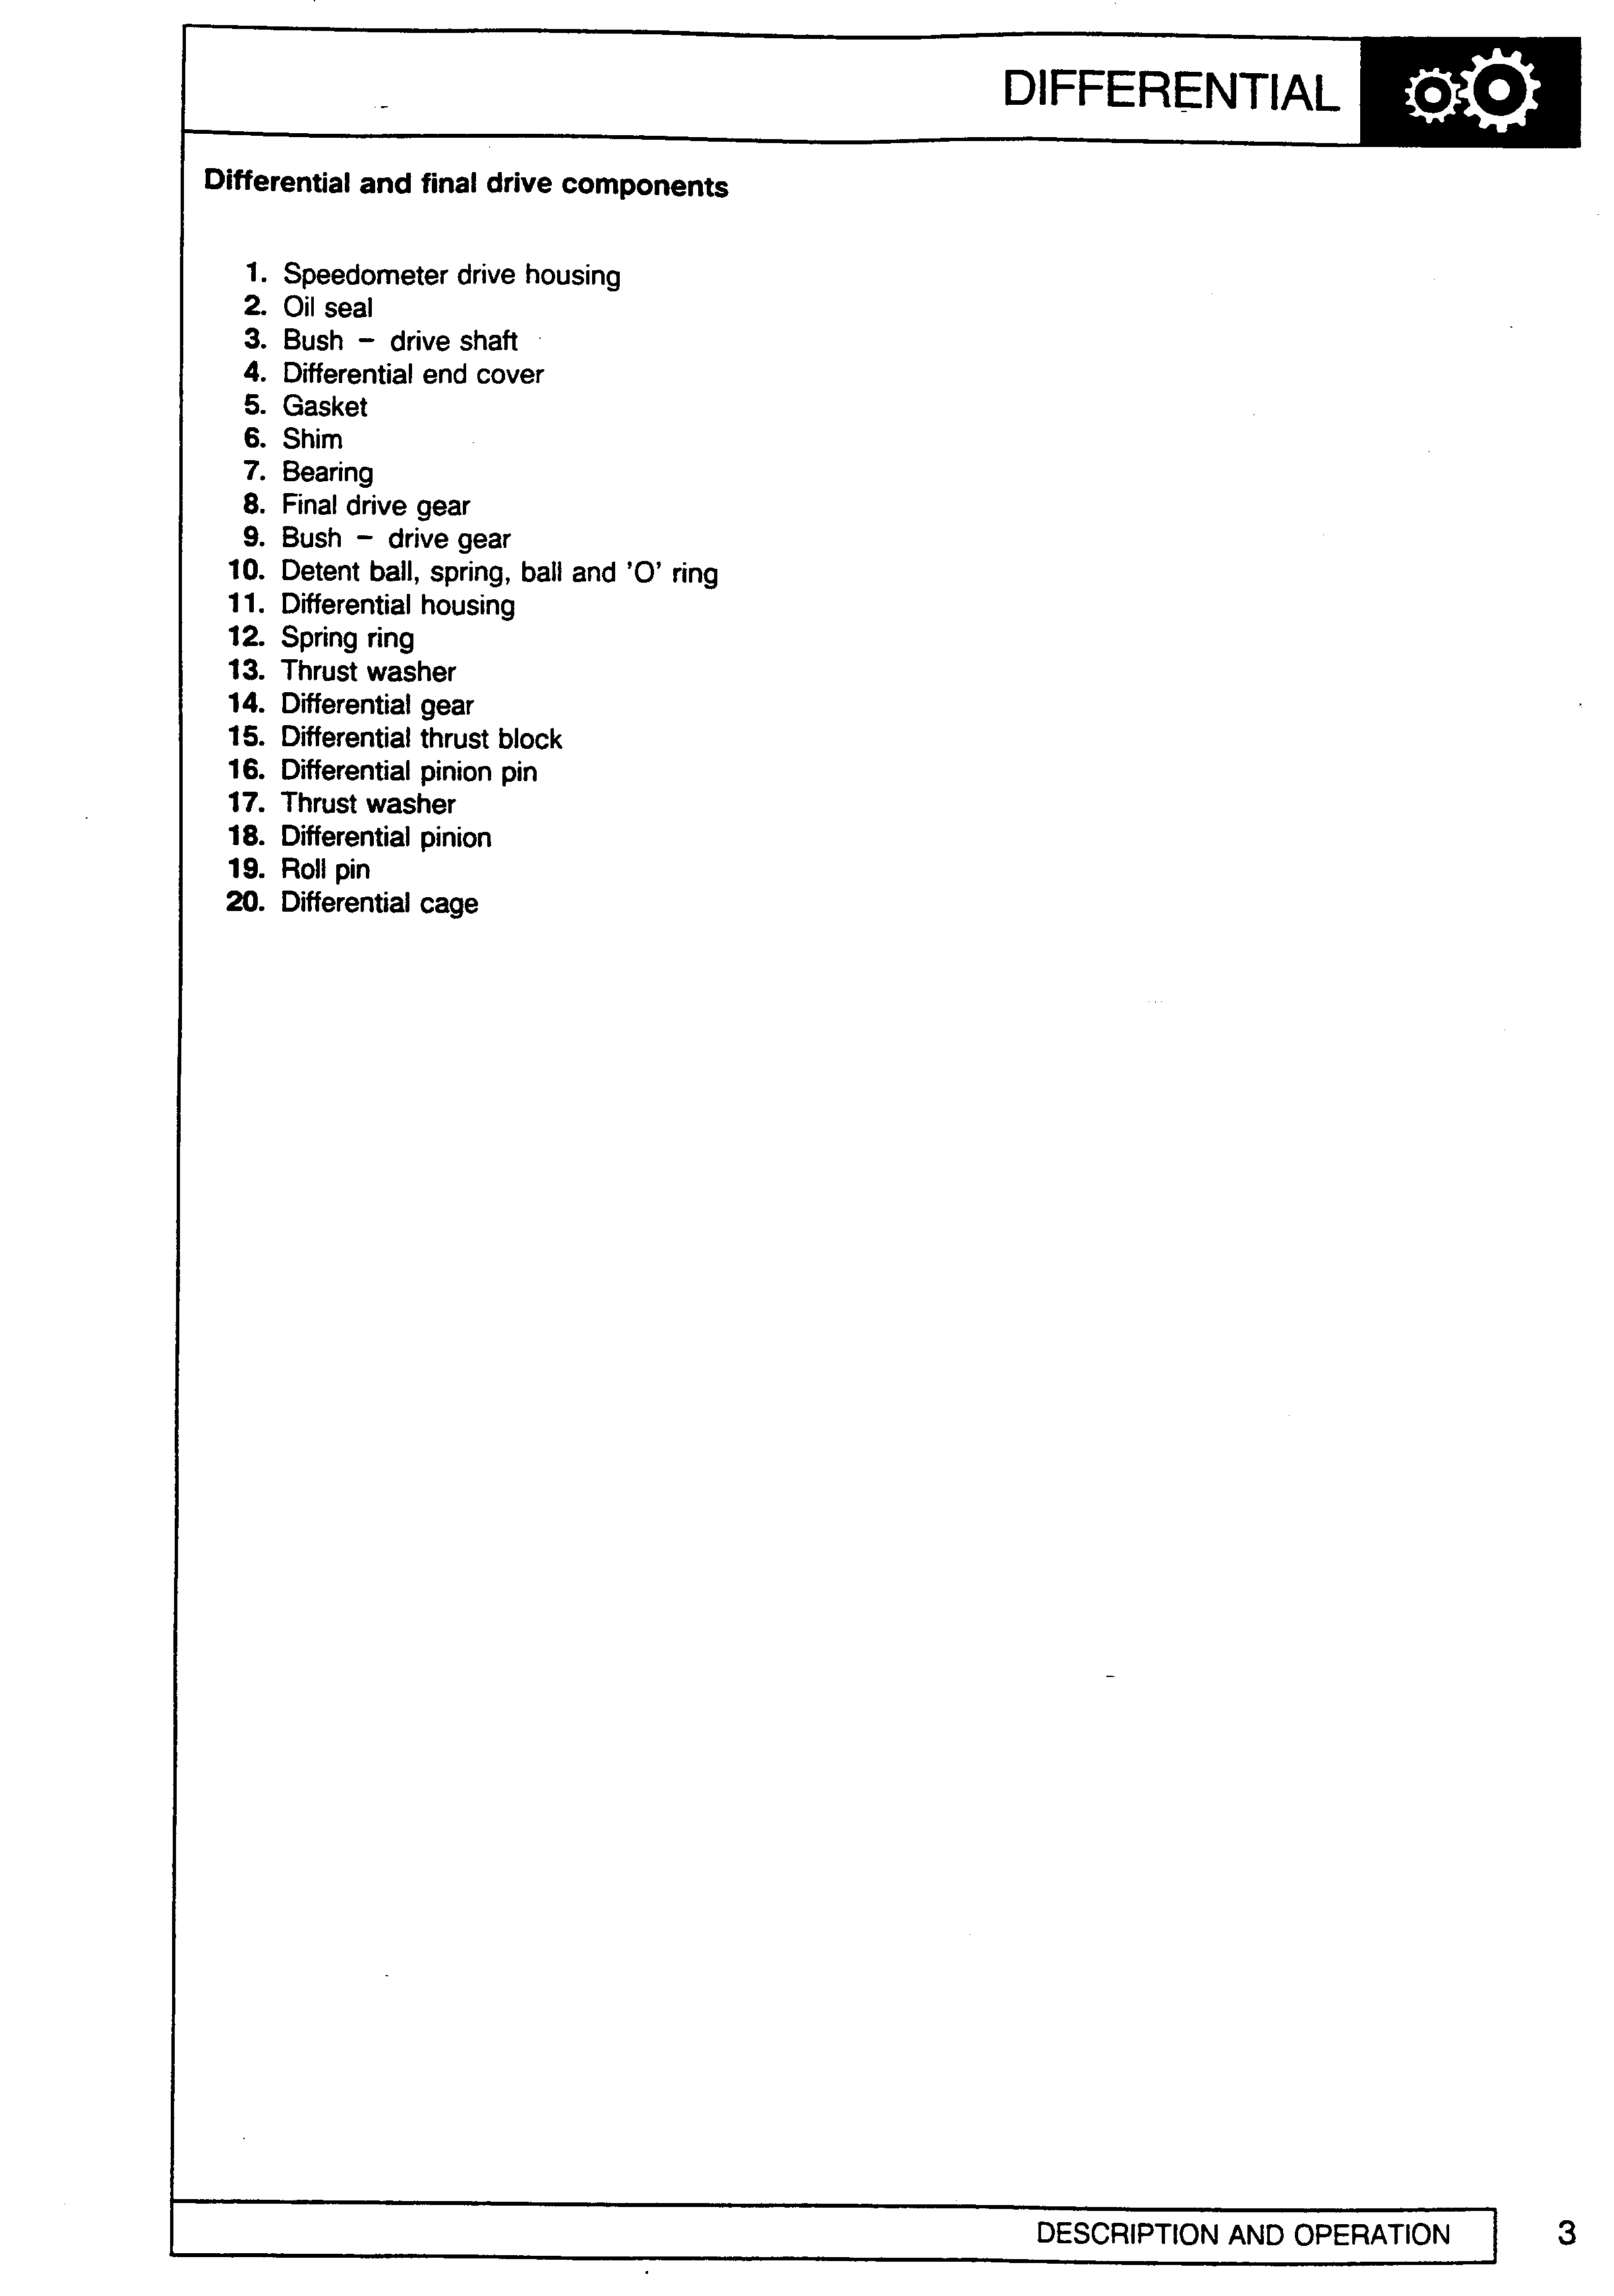 DIFFERENTIAL
Differential and final drive components
1. Speedometer drive housing
2. Oil seal
3. Bush – drive shaft
4. Differential end cover
5. Gasket
6. Shim
7. Bearing
8. Final drive gear
9. Bush – drive gear
10. Detent ball, spring, ball and 'O' ring
11. Differential housing
12. Spring ring
13. Thrust washer
14. Differential gear
15. Differential thrust block
16. Differential pinion pin
17. Thrust washer
18. Differential pinion
19. Roll pin
20. Differential cage
DESCRIPTION AND OPERATION 3